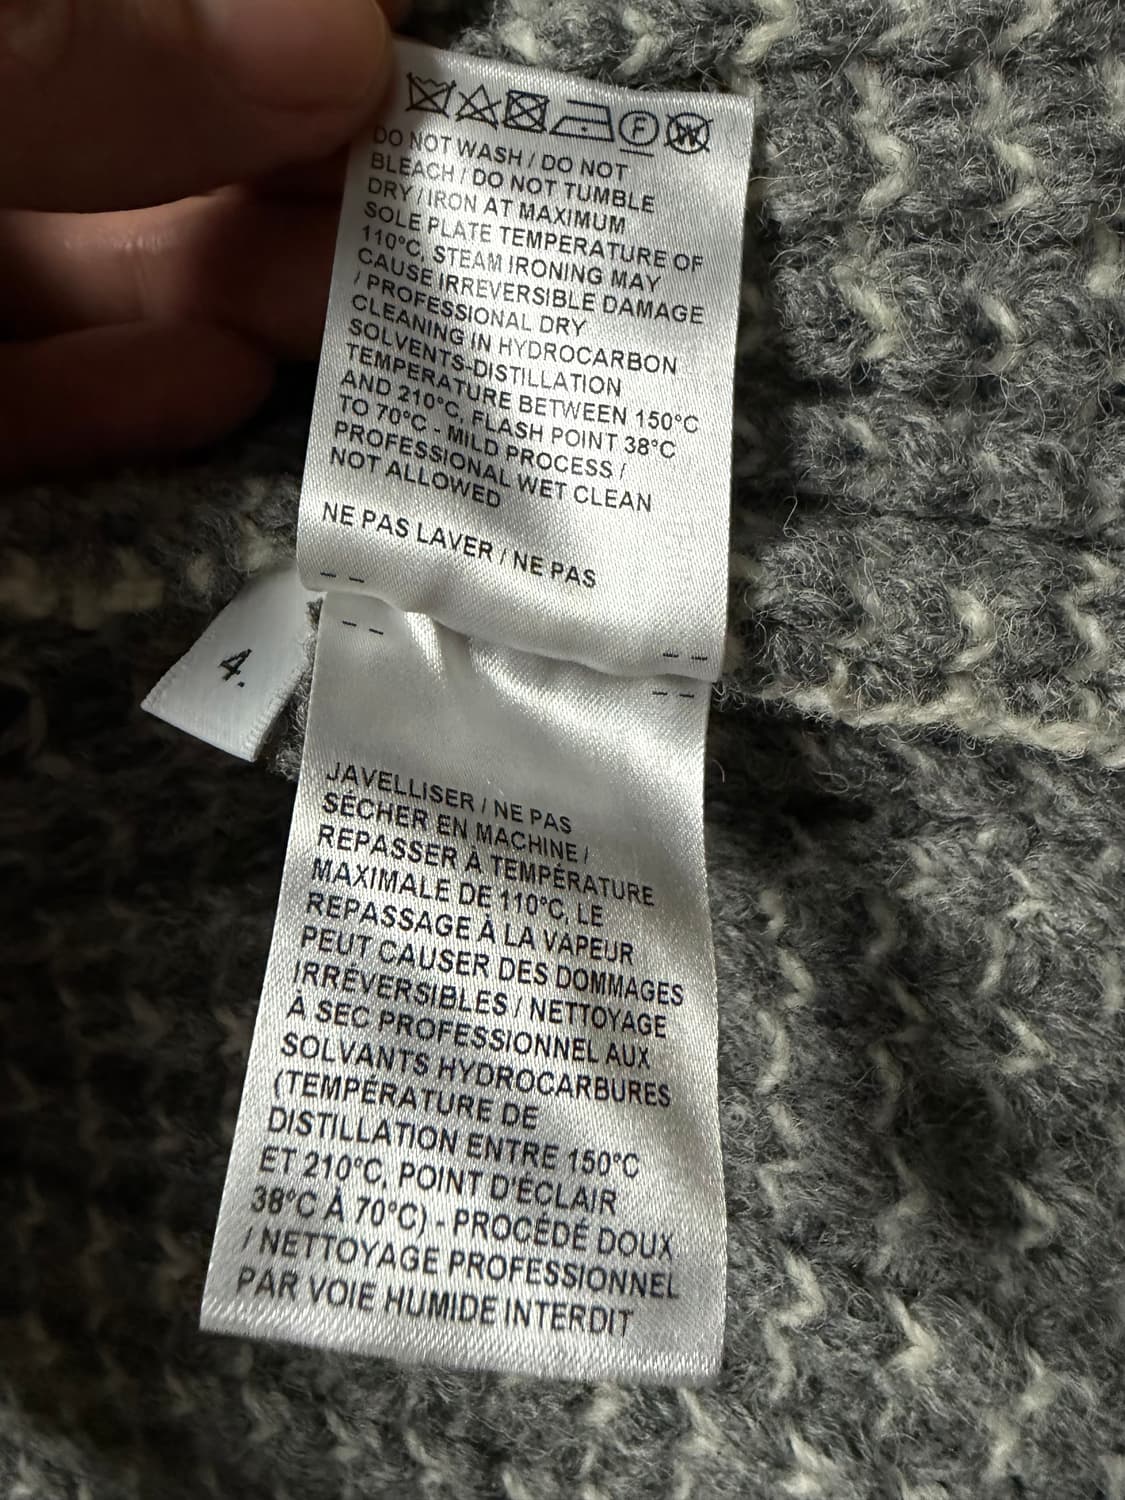 F W
DO NOT WASH / DO NOT
BLEACH / DO NOT TUMBLE
DRY / IRON AT MAXIMUM
SOLE PLATE TEMPERATURE OF
110°C, STEAM IRONING MAY
CAUSE IRREVERSIBLE DAMAGE
/ PROFESSIONAL DRY
CLEANING IN HYDROCARBON
SOLVENTS-DISTILLATION
TEMPERATURE BETWEEN 150°C
AND 210°C, FLASH POINT 38°C
TO 70°C - MILD PROCESS /
PROFESSIONAL WET CLEAN
NOT ALLOWED
NE PAS LAVER / NE PAS
4.
JAVELLISER / NE PAS
SÉCHER EN MACHINE /
REPASSER À TEMPÉRATURE
MAXIMALE DE 110°C, LE
REPASSAGE À LA VAPEUR
PEUT CAUSER DES DOMMAGES
IRRÉVERSIBLES / NETTOYAGE
À SEC PROFESSIONNEL AUX
SOLVANTS HYDROCARBURES
(TEMPÉRATURE DE
DISTILLATION ENTRE 150°C
ET 210°C, POINT D'ÉCLAIR
38°C À 70°C) - PROCÉDÉ DOUX
/ NETTOYAGE PROFESSIONNEL
PAR VOIE HUMIDE INTERDIT